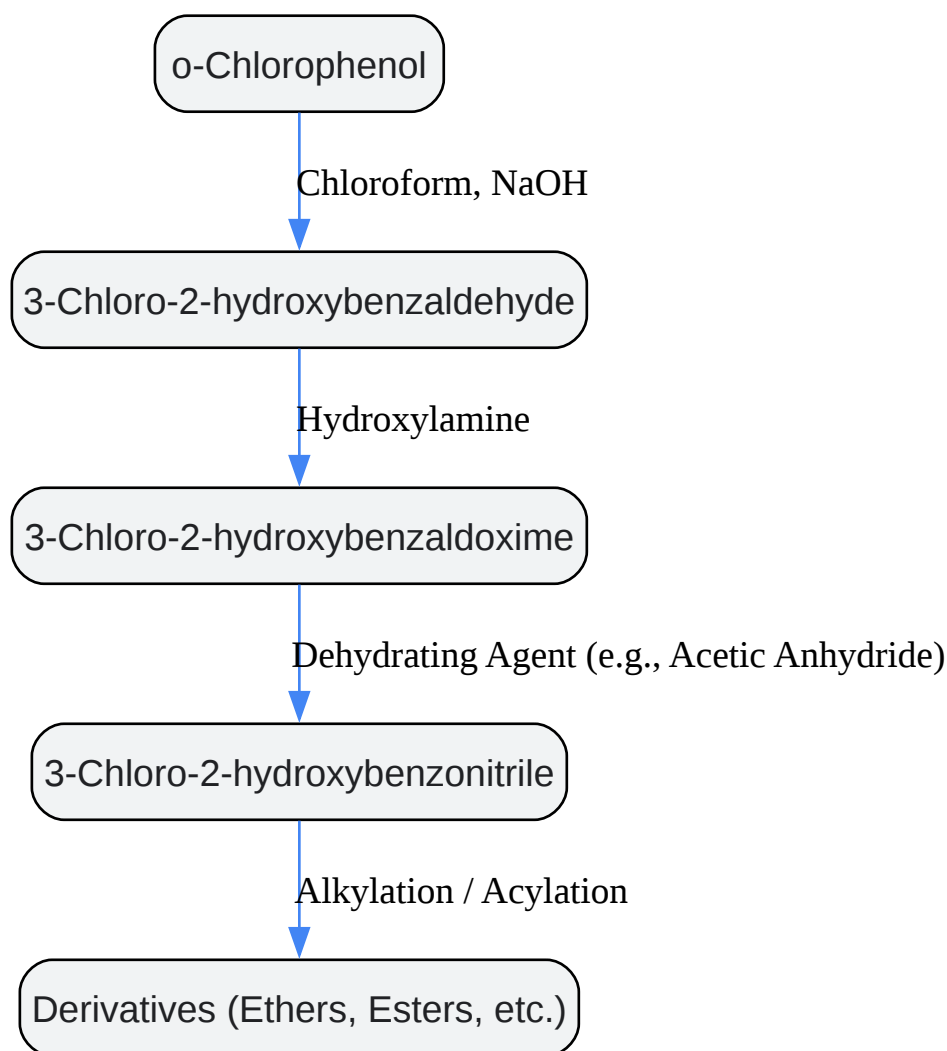 o-Chlorophenol
Chloroform, NaOH
3-Chloro-2-hydroxybenzaldehyde
Hydroxylamine
3-Chloro-2-hydroxybenzaldoxime
Dehydrating Agent (e.g., Acetic Anhydride)
3-Chloro-2-hydroxybenzonitrile
Alkylation / Acylation
Derivatives (Ethers, Esters, etc.)